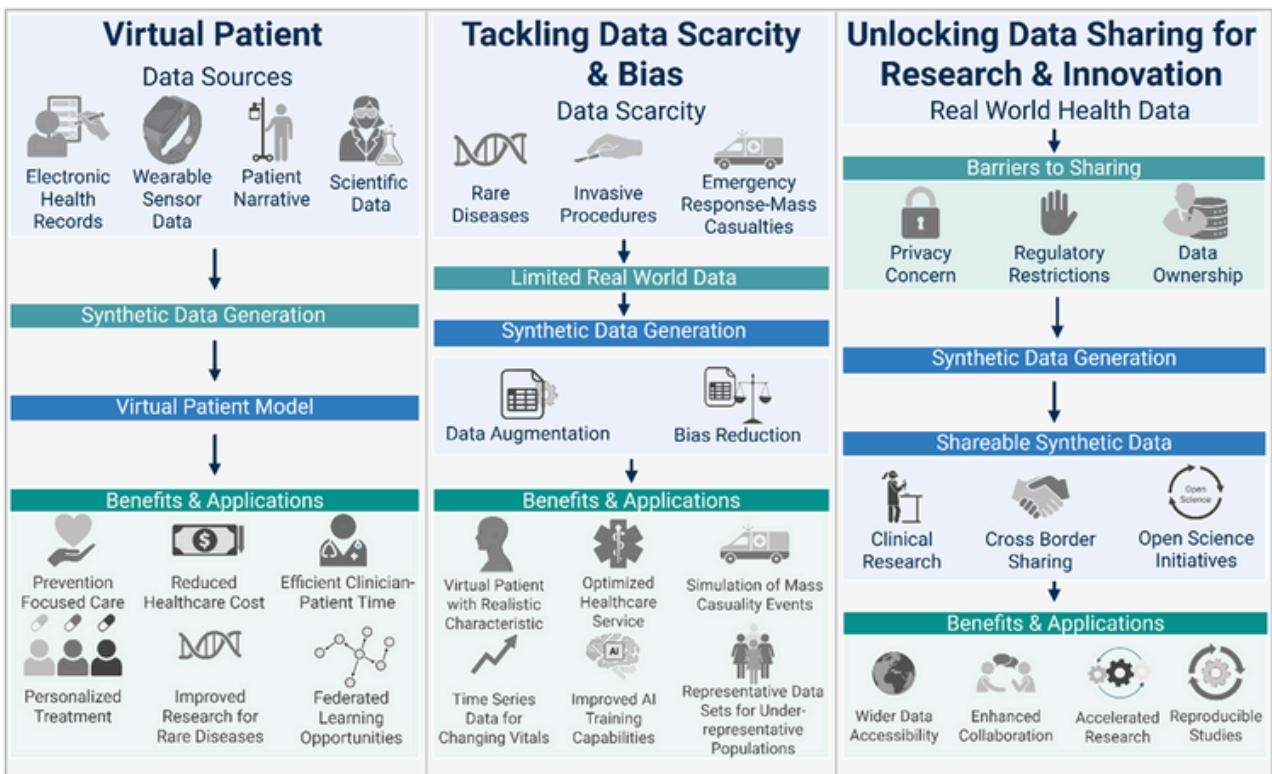 Virtual Patient
Data Sources
Electronic
Health
Records
Wearable
Sensor
Data
Patient
Narrative
Scientific
Data
Synthetic Data Generation
Virtual Patient Model
Benefits & Applications
Prevention
Focused Care
$
Reduced
Healthcare Cost
Efficient Clinician-
Patient Time
Personalized
Treatment
Improved
Research for
Rare Diseases
Federated
Learning
Opportunities
Tackling Data Scarcity
& Bias
Data Scarcity
Rare
Diseases
Invasive
Procedures
Emergency
Response-Mass
Casualties
Limited Real World Data
Synthetic Data Generation
Data Augmentation
Bias Reduction
Benefits & Applications
Virtual Patient
with Realistic
Characteristic
Optimized
Healthcare
Service
Simulation of Mass
Casuality Events
Time Series
Data for
Changing Vitals
AI
Improved AI
Training
Capabilities
Representative Data
Sets for Under-
representative
Populations
Unlocking Data Sharing for
Research & Innovation
Real World Health Data
Barriers to Sharing
Privacy
Concern
Regulatory
Restrictions
Data
Ownership
Synthetic Data Generation
Shareable Synthetic Data
Clinical
Research
Cross Border
Sharing
Open
Science
Open Science
Initiatives
Benefits & Applications
Wider Data
Accessibility
Enhanced
Collaboration
Accelerated
Research
Reproducible
Studies